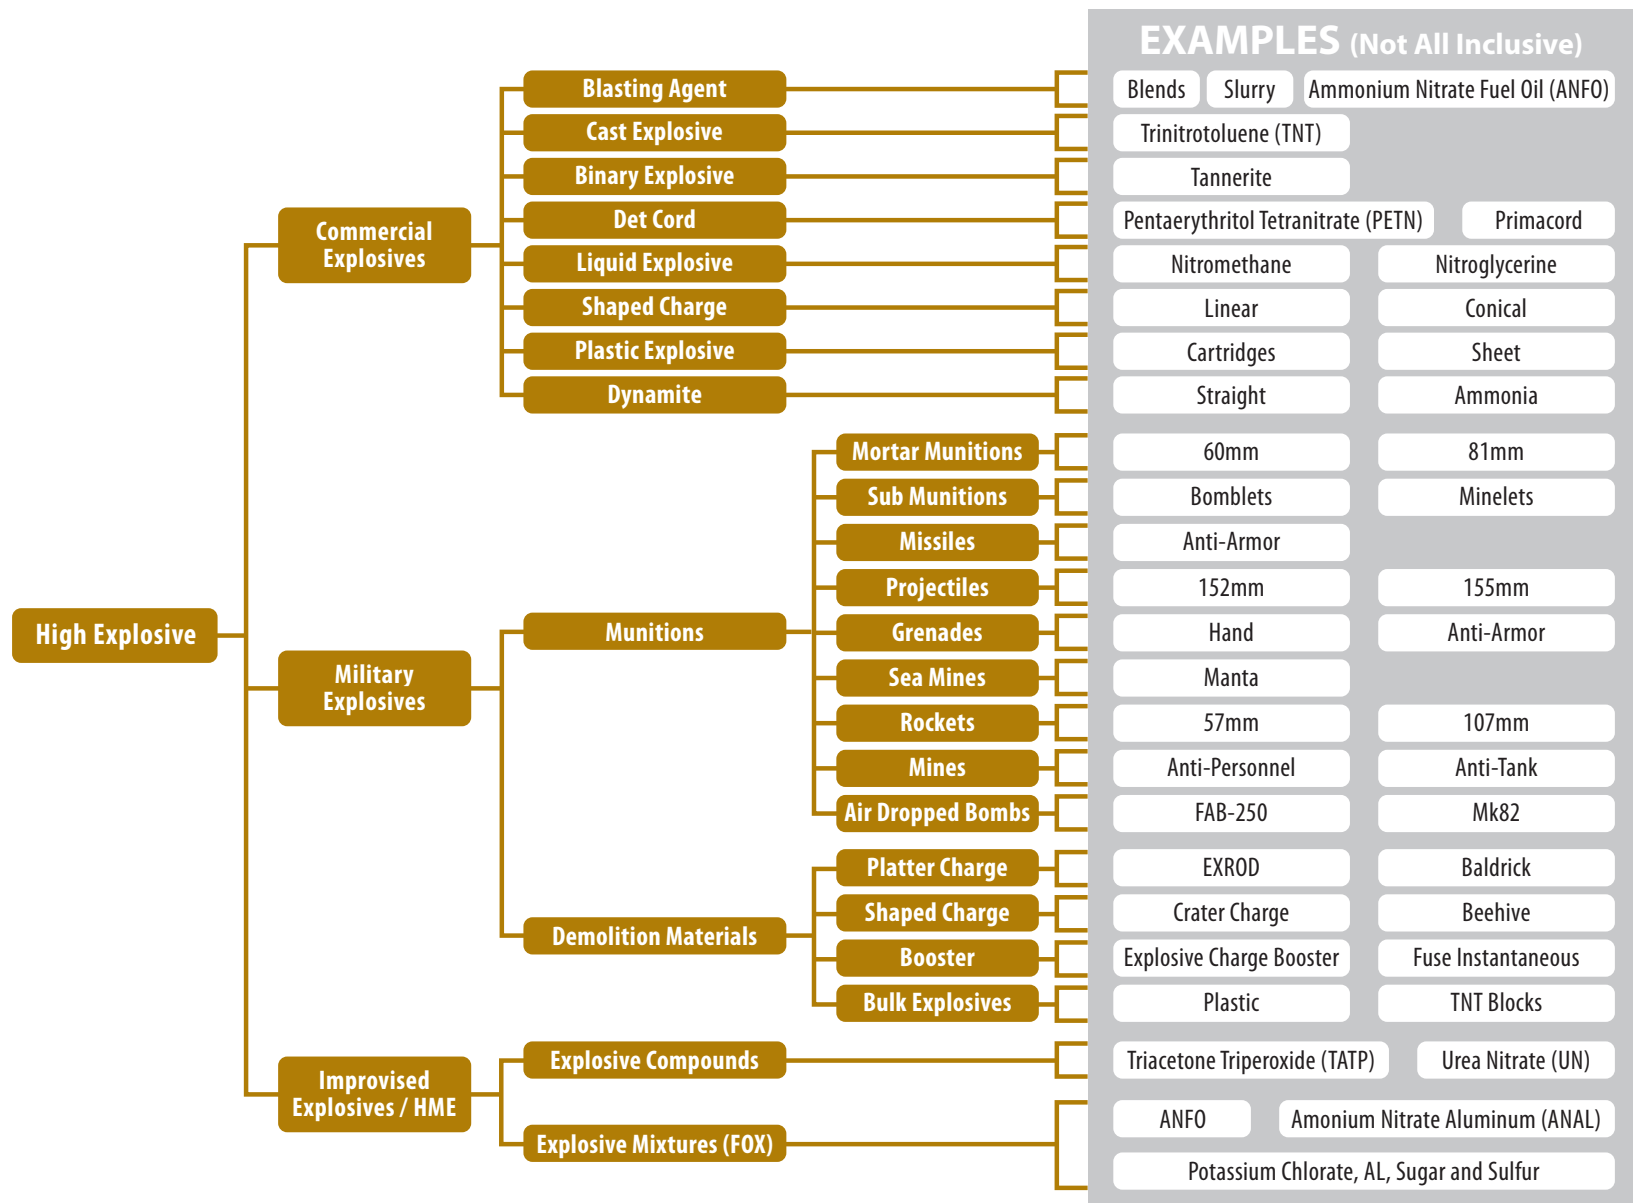 EXAMPLES (Not All Inclusive)
Blasting Agent
Blends
Slurry
Ammonium Nitrate Fuel Oil (ANFO)
Cast Explosive
Trinitrotoluene (TNT)
Binary Explosive
Tannerite
Commercial
Explosives
Det Cord
Pentaerythritol Tetranitrate (PETN)
Primacord
Liquid Explosive
Nitromethane
Nitroglycerine
Shaped Charge
Linear
Conical
Plastic Explosive
Cartridges
Sheet
Dynamite
Straight
Ammonia
Mortar Munitions
60mm
81mm
Sub Munitions
Bomblets
Minelets
Missiles
Anti-Armor
Projectiles
152mm
155mm
High Explosive
Munitions
Grenades
Hand
Anti-Armor
Military
Explosives
Sea Mines
Manta
Rockets
57mm
107mm
Mines
Anti-Personnel
Anti-Tank
Air Dropped Bombs
FAB-250
Mk82
Platter Charge
EXROD
Baldrick
Shaped Charge
Crater Charge
Beehive
Demolition Materials
Booster
Explosive Charge Booster
Fuse Instantaneous
Bulk Explosives
Plastic
TNT Blocks
Improvised
Explosives / HME
Explosive Compounds
Triacetone Triperoxide (TATP)
Urea Nitrate (UN)
Explosive Mixtures (FOX)
ANFO
Amonium Nitrate Aluminum (ANAL)
Potassium Chlorate, AL, Sugar and Sulfur